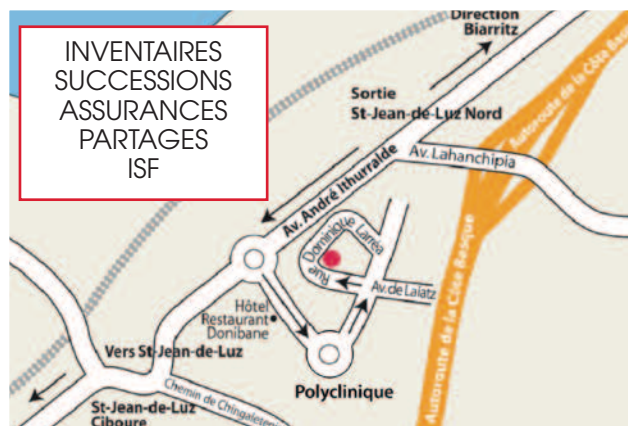 INVENTAIRES
SUCCESSIONS
ASSURANCES
PARTAGES
ISF
Direction
Biarritz
Sortie
St-Jean-de-Luz Nord
Autoroute de la Côte Basque
Av. Lahanchipia
Av. André Ithurralde
Rue Dominique Larréa
Av. de Laiatz
Hôtel
Restaurant
Donibane
Autoroute de la Côte Basque
Vers St-Jean-de-Luz
Polyclinique
Chemin de Chingaletenia
St-Jean-de-Luz
Ciboure